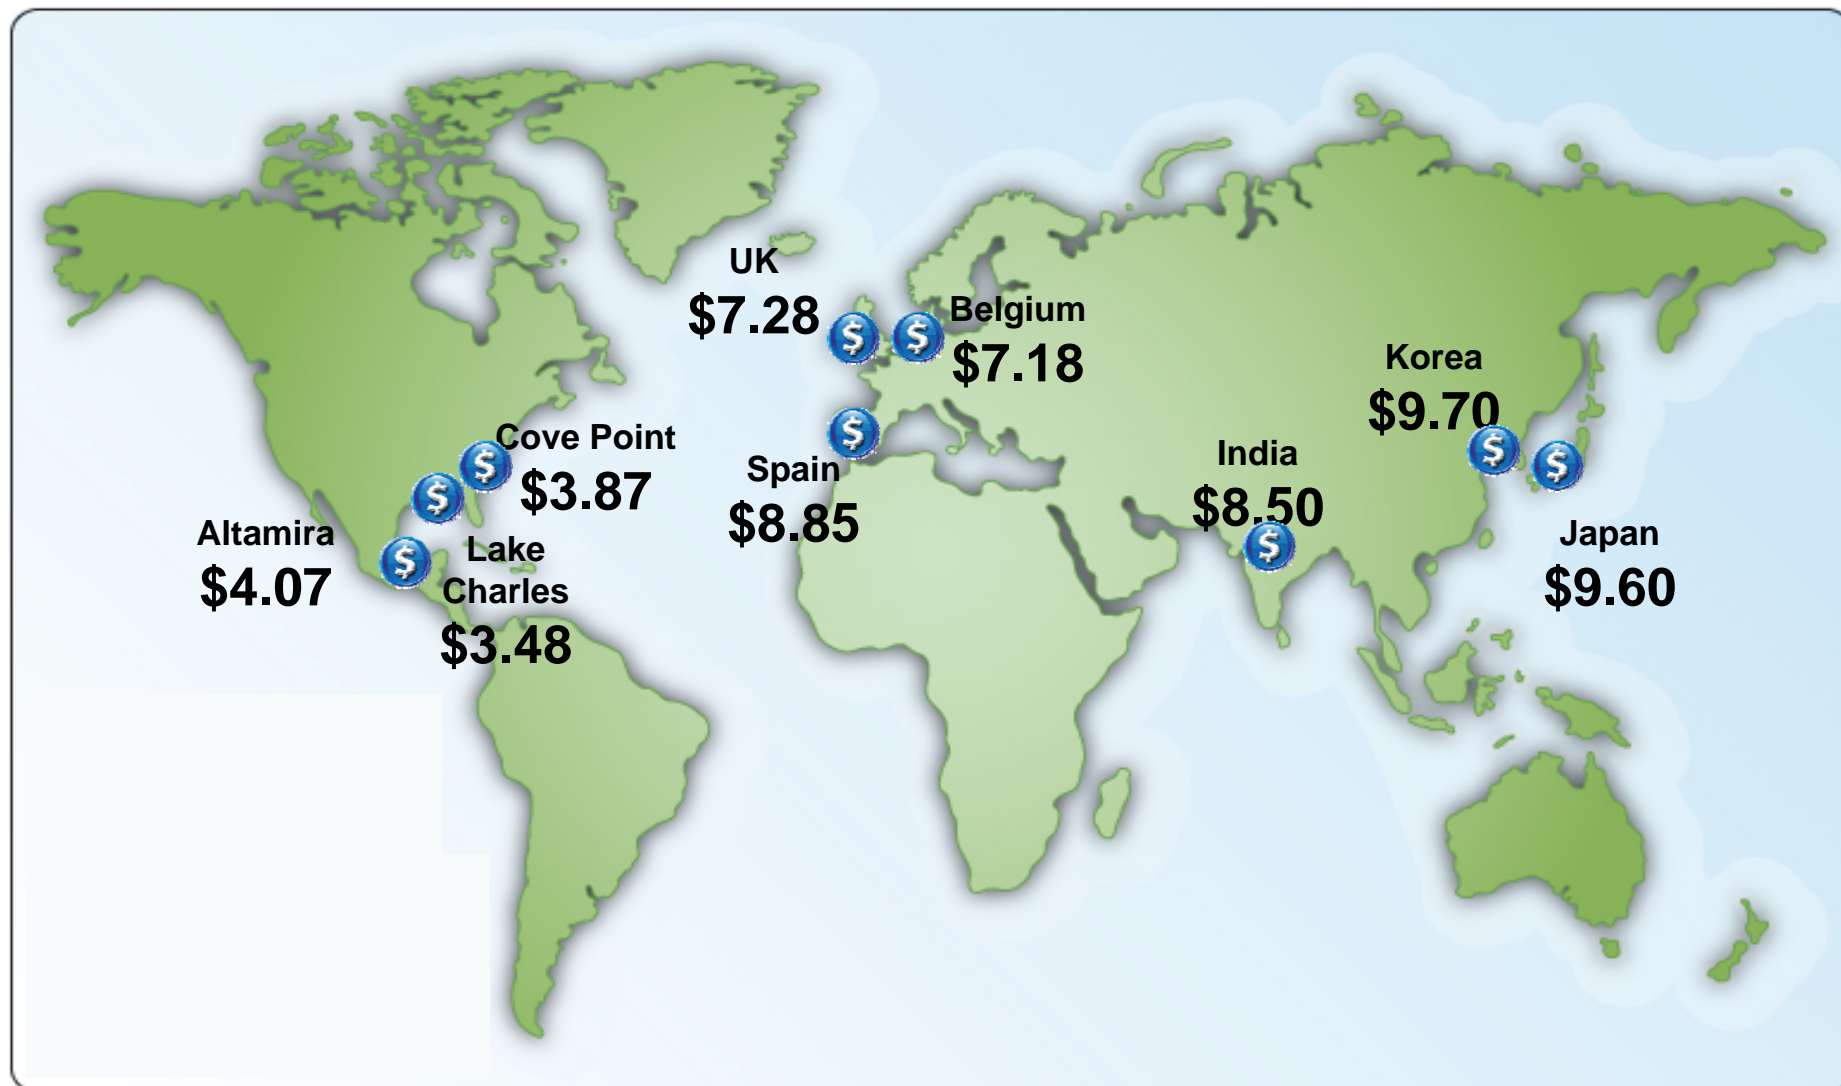 UK
$7.28
Belgium
$7.18
Korea
$9.70
Cove Point
$3.87
India
$8.50
Spain
$8.85
Altamira
$4.07
Lake
Charles
$3.48
Japan
$9.60